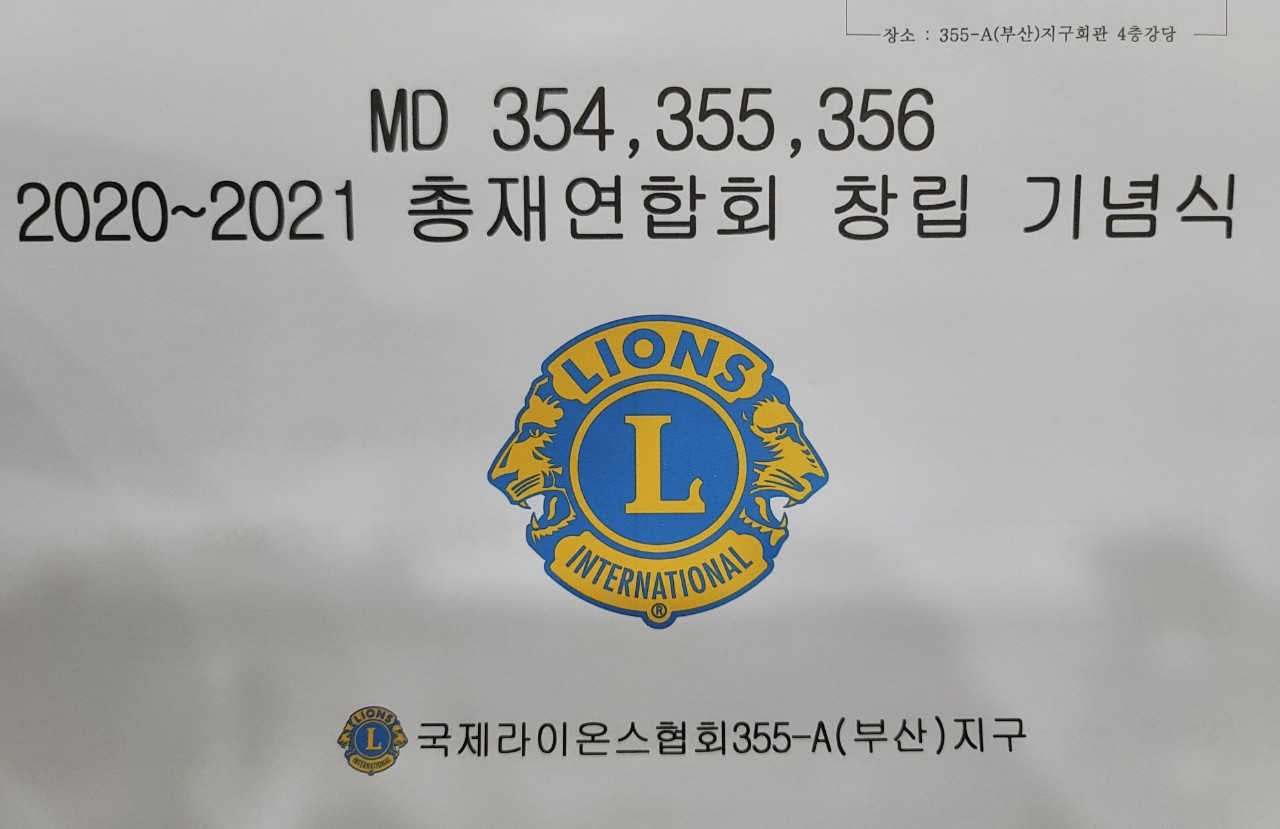 장소 : 355-A(부산)지구회관 4층강당
MD 354,355,356
2020~2021 총재연합회 창립 기념식
LIONS
L
INTERNATIONAL
®
LIONS
L
INTERNATIONAL
국제라이온스협회355-A(부산)지구